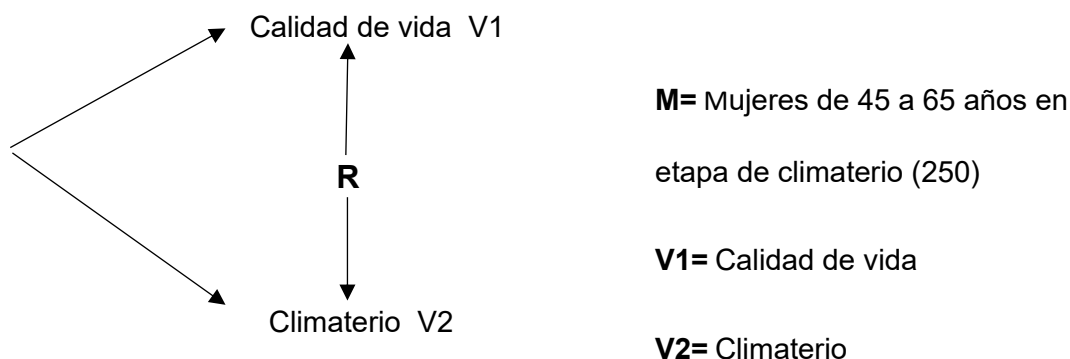 Calidad de vida V1
R
Climaterio V2
M= Mujeres de 45 a 65 años en
etapa de climaterio (250)
V1= Calidad de vida
V2= Climaterio